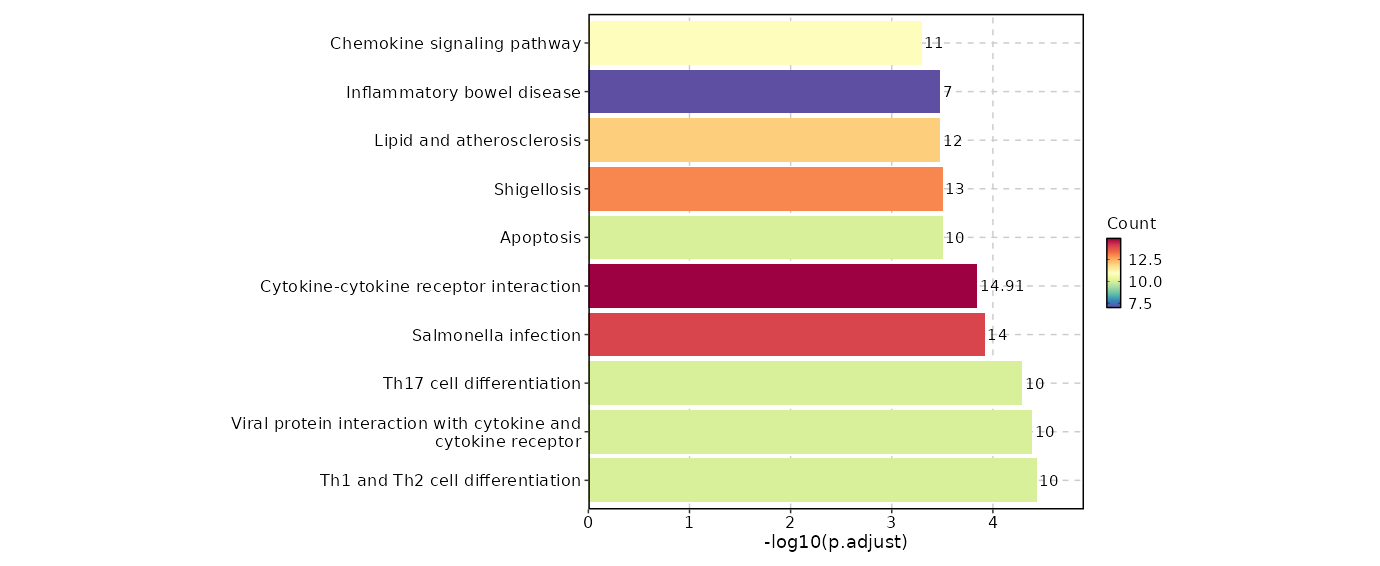 Chemokine signaling pathway
11
Inflammatory bowel disease
7
Lipid and atherosclerosis
12
Shigellosis
13
Apoptosis
10
Cytokine-cytokine receptor interaction
14.91
Salmonella infection
14
Th17 cell differentiation
10
Viral protein interaction with cytokine and
cytokine receptor
10
Th1 and Th2 cell differentiation
10
0 1 2 3 4
-log10(p.adjust)
Count
12.5
10.0
7.5